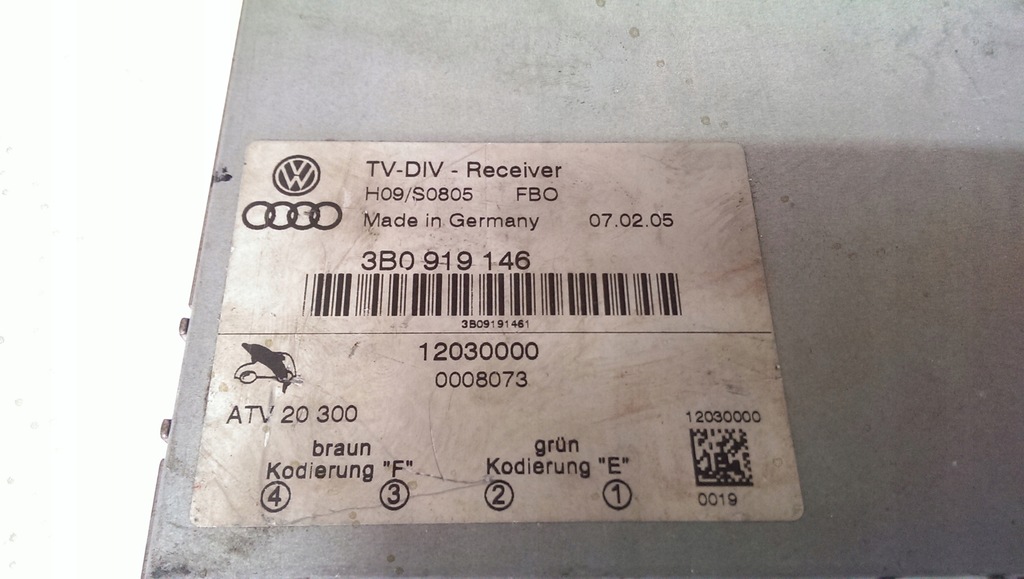 TV-DIV - Receiver
H09/S0805 FBO
Made in Germany 07.02.05
3B0 919 146
3B09191461
12030000
0008073
ATV 20 300
12030000
braun grün
Kodierung "F" Kodierung "E"
4 3 2 1
0019